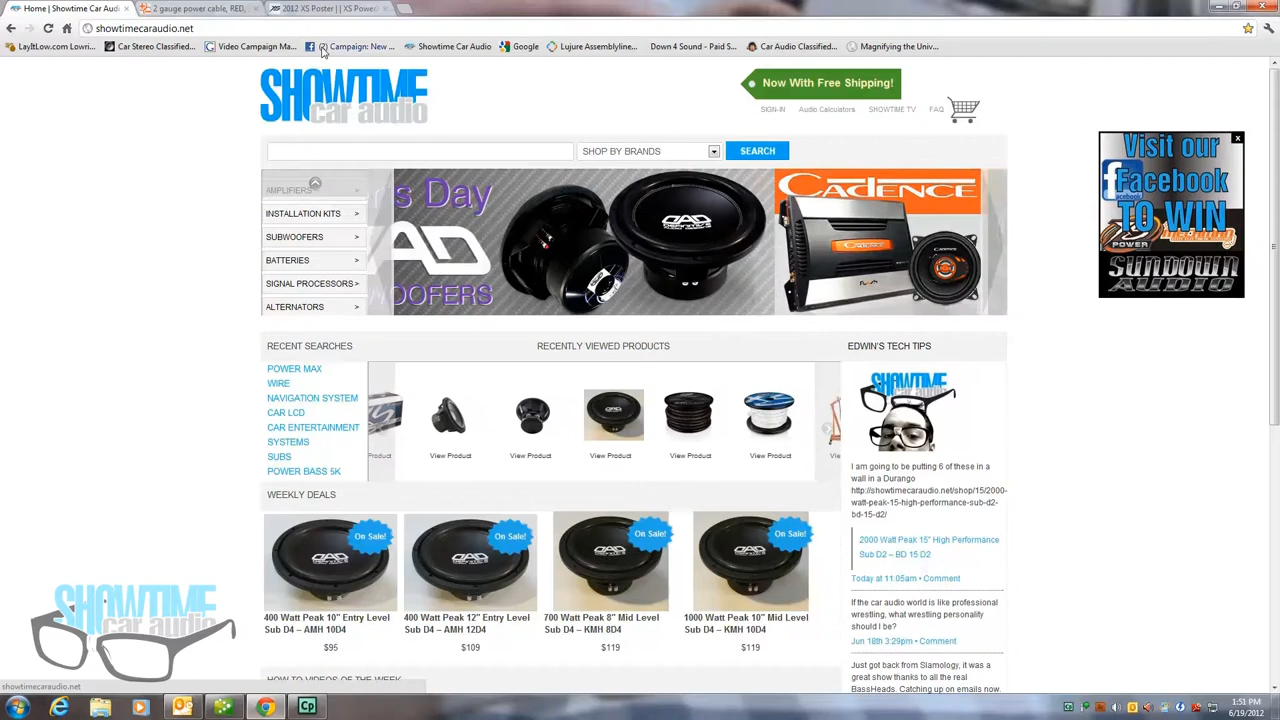 Home | Showtime Car Aud
2 gauge power cable, RED,
2012 XS Poster | | XS Power
showtimecaraudio.net
LayItLow.com Lowri...
Car Stereo Classified...
Video Campaign Ma...
Campaign: New ...
Showtime Car Audio
Google
Lujure Assemblyline...
Down 4 Sound - Paid S...
Car Audio Classified...
Magnifying the Univ...
SHOWTIME
car audio
Now With Free Shipping!
SIGN-IN
Audio Calculators
SHOWTIME TV
FAQ
SHOP BY BRANDS
SEARCH
AMPLIFIERS >
INSTALLATION KITS >
SUBWOOFERS >
BATTERIES >
SIGNAL PROCESSORS >
ALTERNATORS >
s Day
OOFERS
CADENCE
Visit our
Facebook
TO WIN
POWER
SUNDOWN
AUDIO
RECENT SEARCHES
POWER MAX
WIRE
NAVIGATION SYSTEM
CAR LCD
CAR ENTERTAINMENT
SYSTEMS
SUBS
POWER BASS 5K
RECENTLY VIEWED PRODUCTS
Product
View Product
View Product
View Product
View Product
View Product
WEEKLY DEALS
On Sale!
On Sale!
On Sale!
On Sale!
400 Watt Peak 10" Entry Level
Sub D4 – AMH 10D4
$95
400 Watt Peak 12" Entry Level
Sub D4 – AMH 12D4
$109
700 Watt Peak 8" Mid Level
Sub D4 – KMH 8D4
$119
1000 Watt Peak 10" Mid Level
Sub D4 – KMH 10D4
$119
HOW TO VIDEOS OF THE WEEK
EDWIN'S TECH TIPS
SHOWTIME
I am going to be putting 6 of these in a
wall in a Durango
http://showtimecaraudio.net/shop/15/2000-
watt-peak-15-high-performance-sub-d2-
bd-15-d2/
2000 Watt Peak 15" High Performance
Sub D2 – BD 15 D2
Today at 11:05am • Comment
If the car audio world is like professional
wrestling, what wrestling personality
should I be?
Jun 18th 3:29pm • Comment
Just got back from Slamology, it was a
great show thanks to all the real
BassHeads. Catching up on emails now.
SHOWTIME
car audio
showtimecaraudio.net
1:51 PM
6/19/2012